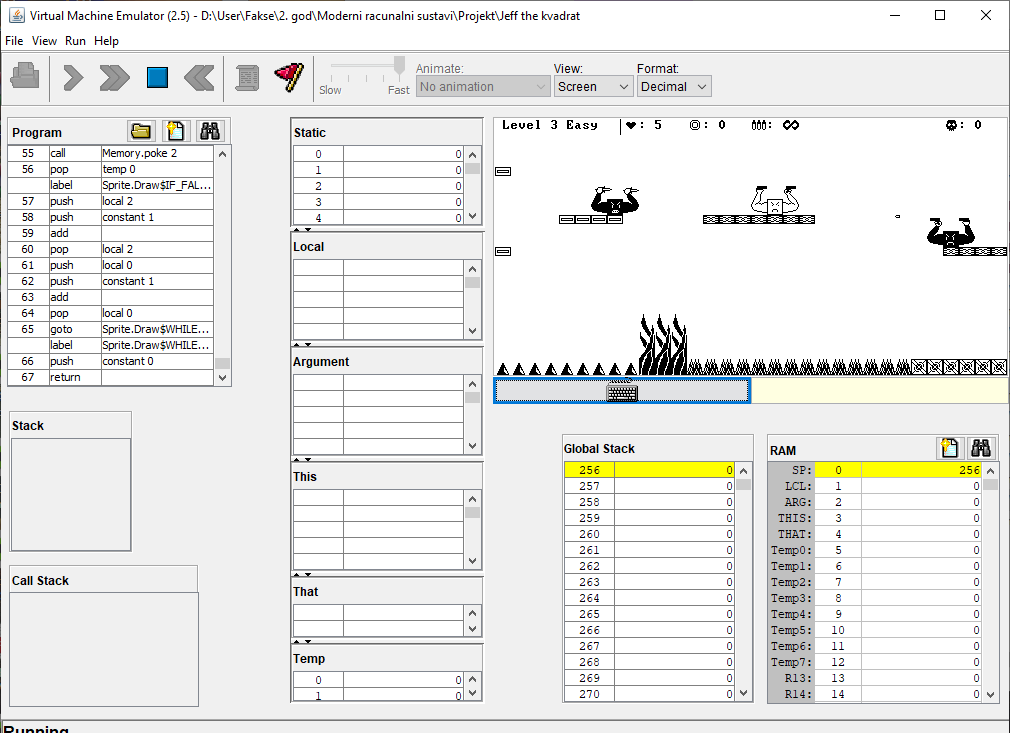 Virtual Machine Emulator (2.5) - D:\User\Fakse\2. god\Moderni racunalni sustavi\Projekt\Jeff the kvadrat
File View Run Help
Slow Fast
Animate: View: Format:
No animation Screen Decimal
Program
55 call Memory.poke 2
56 pop temp 0
label Sprite.Draw$IF_FAL...
57 push local 2
58 push constant 1
59 add
60 pop local 2
61 push local 0
62 push constant 1
63 add
64 pop local 0
65 goto Sprite.Draw$WHILE...
label Sprite.Draw$WHILE...
66 push constant 0
67 return
Stack
Call Stack
Static
0 0
1 0
2 0
3 0
4 0
Local
Argument
This
That
Temp
0 0
1 0
Level 3 Easy : 5 : 0 : ∞ : 0
Global Stack
256 0
257 0
258 0
259 0
260 0
261 0
262 0
263 0
264 0
265 0
266 0
267 0
268 0
269 0
270 0
RAM
SP: 0 256
LCL: 1 0
ARG: 2 0
THIS: 3 0
THAT: 4 0
Temp0: 5 0
Temp1: 6 0
Temp2: 7 0
Temp3: 8 0
Temp4: 9 0
Temp5: 10 0
Temp6: 11 0
Temp7: 12 0
R13: 13 0
R14: 14 0
Running